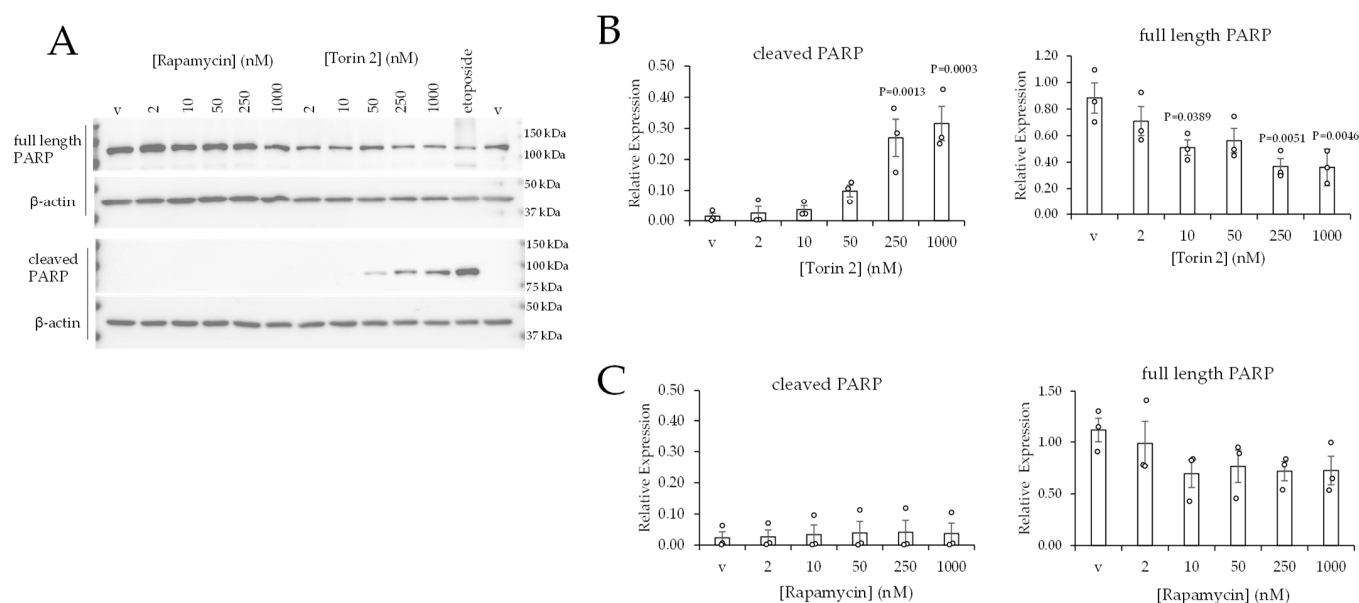 A
[Rapamycin] (nM)
[Torin 2] (nM)
v 2 10 50 250 1000 2 10 50 250 1000 etoposide v
full length
PARP
150 kDa
100 kDa
β-actin
50 kDa
37 kDa
cleaved
PARP
150 kDa
100 kDa
75 kDa
β-actin
50 kDa
37 kDa
B
cleaved PARP
Relative Expression
0.50
0.40
0.30
0.20
0.10
0.00
P=0.0013
P=0.0003
v 2 10 50 250 1000
[Torin 2] (nM)
full length PARP
Relative Expression
1.20
1.00
0.80
0.60
0.40
0.20
0.00
P=0.0389
P=0.0051
P=0.0046
v 2 10 50 250 1000
[Torin 2] (nM)
C
cleaved PARP
Relative Expression
0.50
0.40
0.30
0.20
0.10
0.00
v 2 10 50 250 1000
[Rapamycin] (nM)
full length PARP
Relative Expression
1.50
1.00
0.50
0.00
v 2 10 50 250 1000
[Rapamycin] (nM)